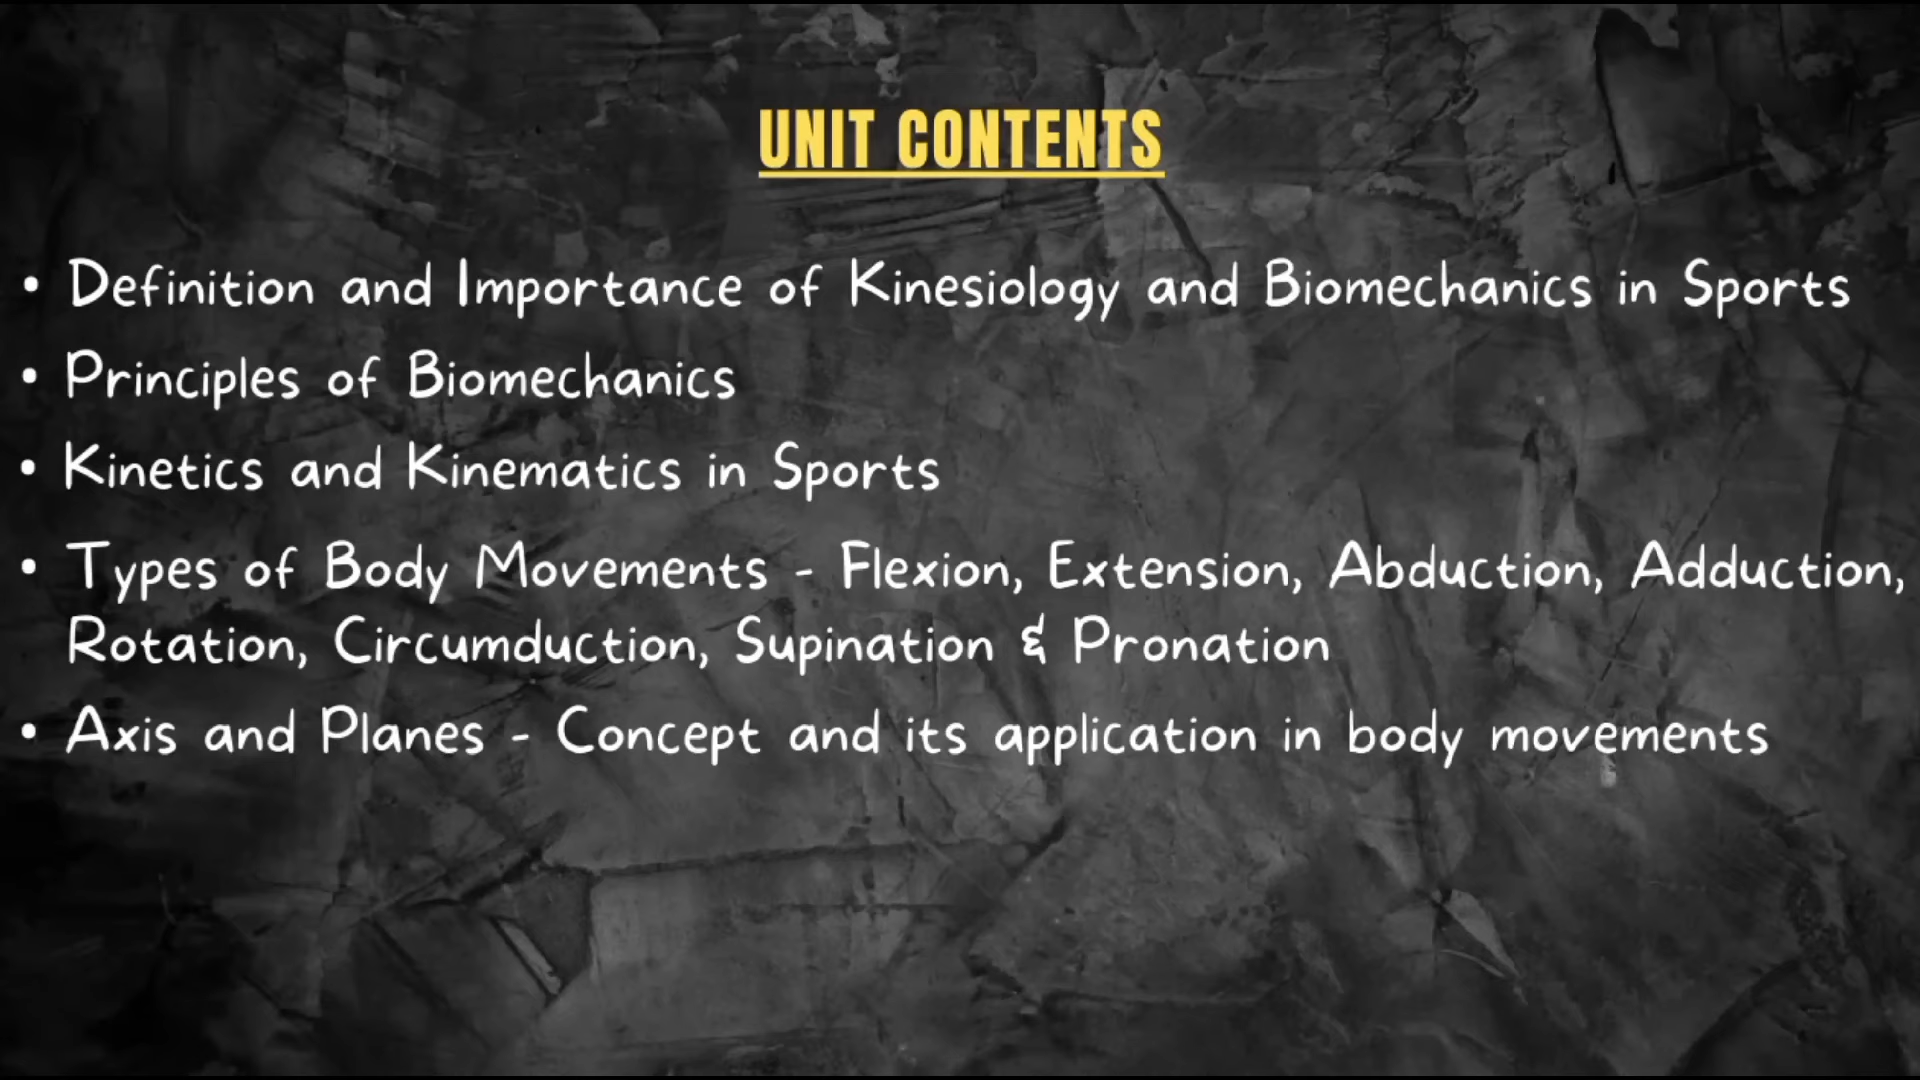 UNIT CONTENTS
• Definition and Importance of Kinesiology and Biomechanics in Sports
• Principles of Biomechanics
• Kinetics and Kinematics in Sports
• Types of Body Movements - Flexion, Extension, Abduction, Adduction,
Rotation, Circumduction, Supination & Pronation
• Axis and Planes - Concept and its application in body movements